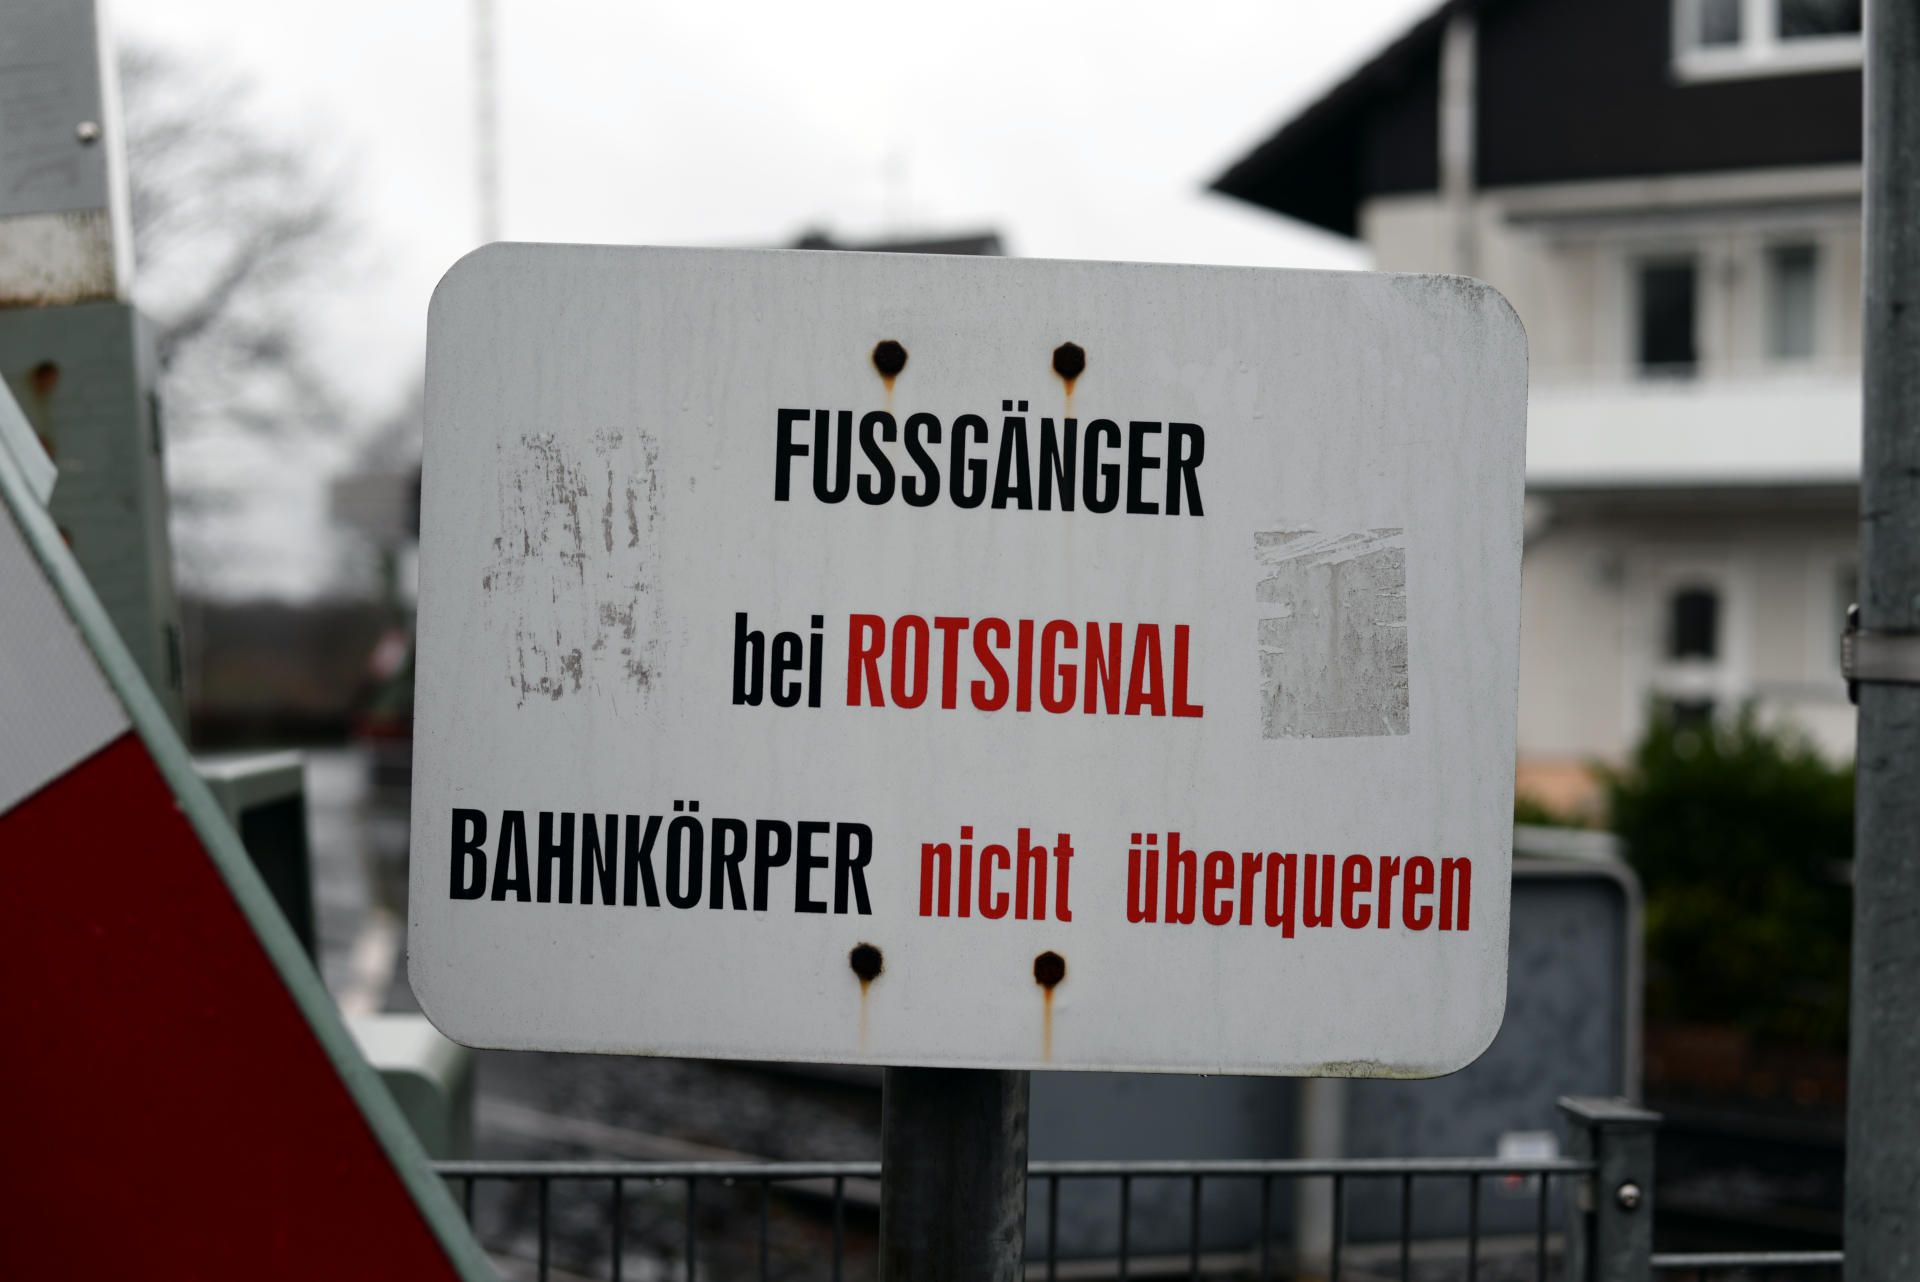 FUSSGÄNGER
bei ROTSIGNAL
BAHNKÖRPER nicht überqueren